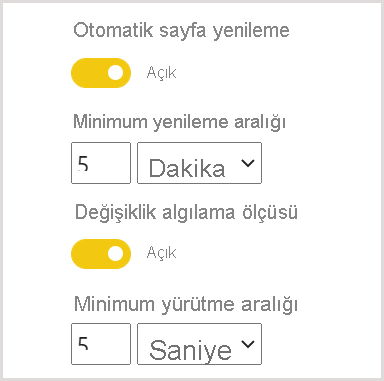 Otomatik sayfa yenileme
Açık
Minimum yenileme aralığı
5 Dakika
Değişiklik algılama ölçüsü
Açık
Minimum yürütme aralığı
5 Saniye